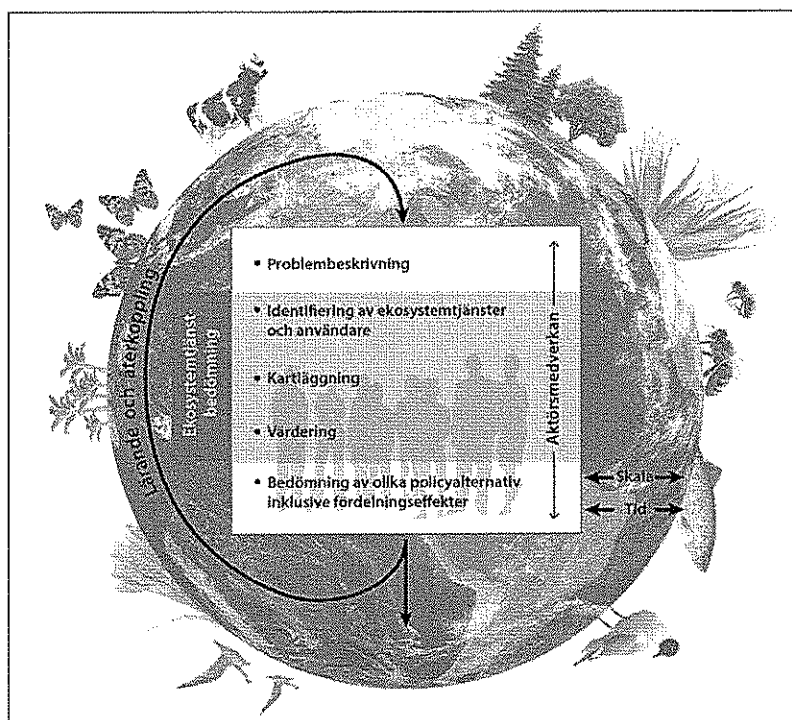 Lärande och återkoppling
Ekosystemtjänst
bedömning
• Problembeskrivning
• Identifiering av ekosystemtjänster
och användare
• Kartläggning
• Värdering
• Bedömning av olika policyalternativ
inklusive fördelningseffekter
Aktörsmedverkan
Skala
Tid